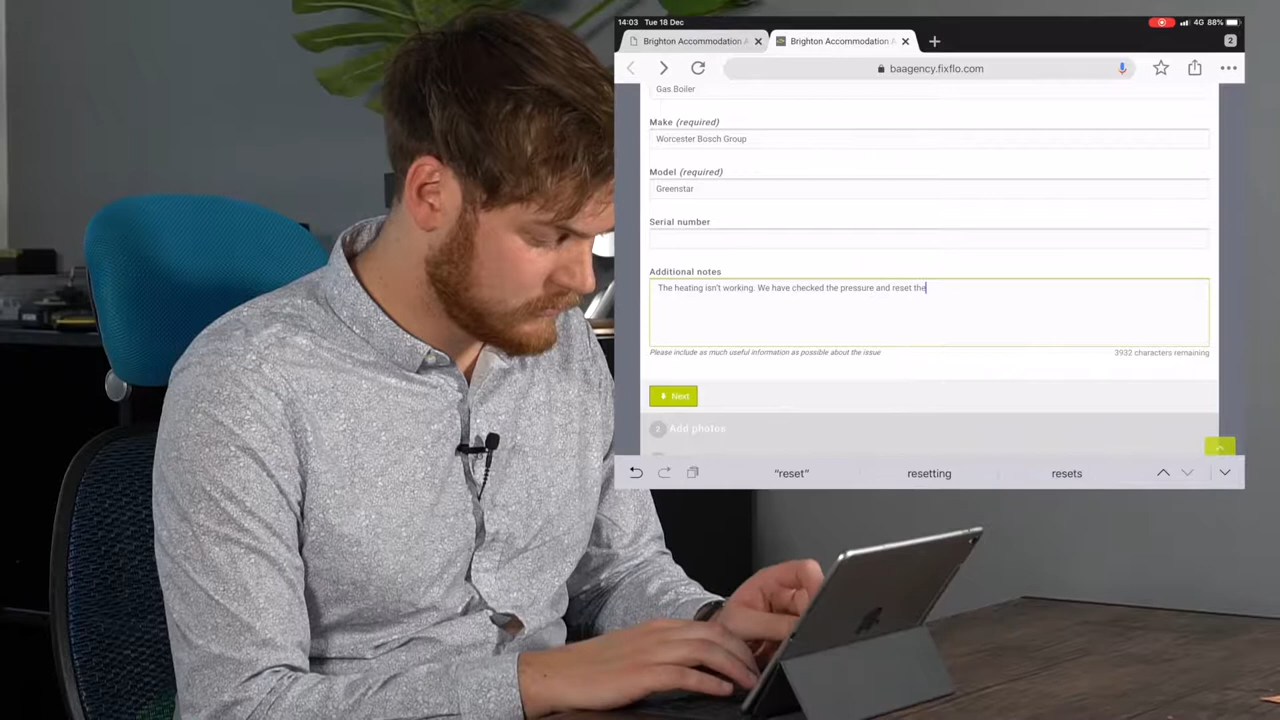 14:03 Tue 18 Dec 4G 88%
Brighton Accommodation A Brighton Accommodation A 2
baagency.fixflo.com
Gas Boiler
Make (required)
Worcester Bosch Group
Model (required)
Greenstar
Serial number
Additional notes
The heating isn't working. We have checked the pressure and reset the
Please include as much useful information as possible about the issue 3932 characters remaining
Next
2 Add photos
“reset” resetting resets